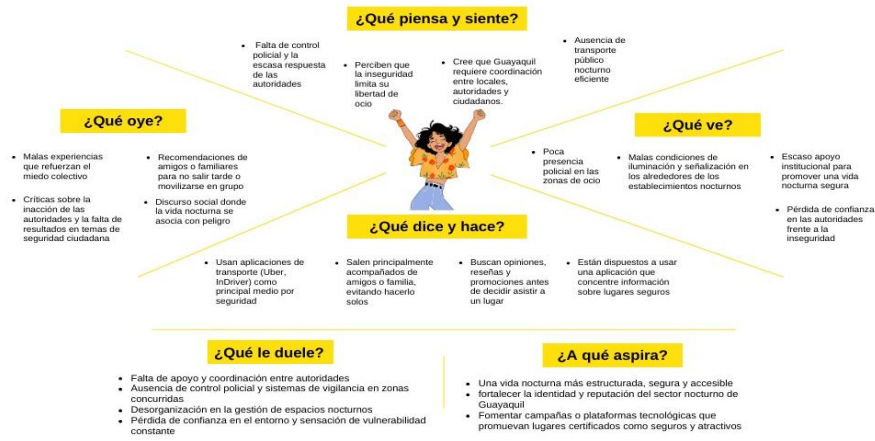 ¿Qué piensa y siente?
• Falta de control
policial y la
escasa respuesta
de las
autoridades
• Perciben que
la inseguridad
limita su
libertad de
ocio
• Cree que Guayaquil
requiere coordinación
entre locales,
autoridades y
ciudadanos.
• Ausencia de
transporte
público
nocturno
eficiente
¿Qué oye?
• Malas experiencias
que refuerzan el
miedo colectivo
• Críticas sobre la
inacción de las
autoridades y la falta de
resultados en temas de
seguridad ciudadana
• Recomendaciones de
amigos o familiares
para no salir tarde o
movilizarse en grupo
• Discurso social donde
la vida nocturna se
asocia con peligro
¿Qué ve?
• Poca
presencia
policial en las
zonas de ocio
• Malas condiciones de
iluminación y señalización en
los alrededores de los
establecimientos nocturnos
• Escaso apoyo
institucional para
promover una vida
nocturna segura
• Pérdida de confianza
en las autoridades
frente a la
inseguridad
¿Qué dice y hace?
• Usan aplicaciones de
transporte (Uber,
InDriver) como
principal medio por
seguridad
• Salen principalmente
acompañados de
amigos o familia,
evitando hacerlo
solos
• Buscan opiniones,
reseñas y
promociones antes
de decidir asistir a
un lugar
• Están dispuestos a usar
una aplicación que
concentre información
sobre lugares seguros
¿Qué le duele?
• Falta de apoyo y coordinación entre autoridades
• Ausencia de control policial y sistemas de vigilancia en zonas
concurridas
• Desorganización en la gestión de espacios nocturnos
• Pérdida de confianza en el entorno y sensación de vulnerabilidad
constante
¿A qué aspira?
• Una vida nocturna más estructurada, segura y accesible
• fortalecer la identidad y reputación del sector nocturno de
Guayaquil
• Fomentar campañas o plataformas tecnológicas que
promuevan lugares certificados como seguros y atractivos